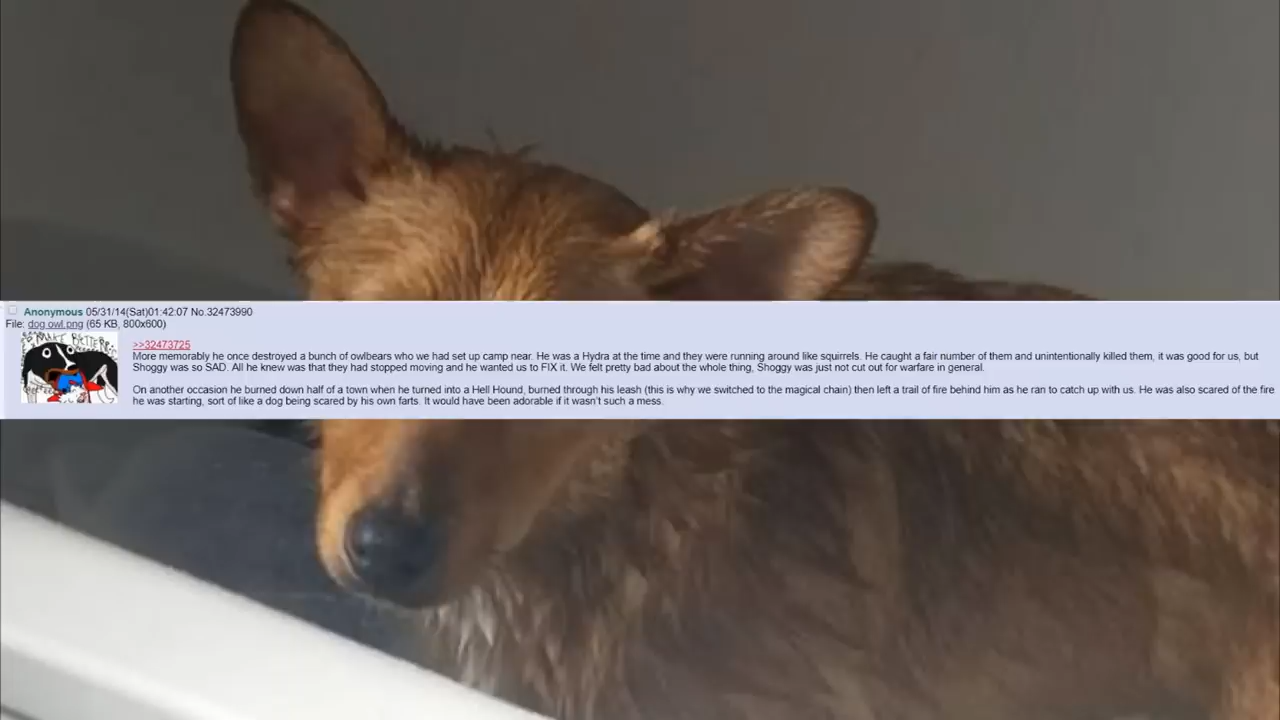 Anonymous 05/31/14(Sat)01:42:07 No.32473990
File: dog owl.png (65 KB, 800x600)
>>32473725
More memorably he once destroyed a bunch of owlbears who we had set up camp near. He was a Hydra at the time and they were running around like squirrels. He caught a fair number of them and unintentionally killed them, it was good for us, but
Shoggy was so SAD. All he knew was that they had stopped moving and he wanted us to FIX it. We felt pretty bad about the whole thing, Shoggy was just not cut out for warfare in general.
On another occasion he burned down half of a town when he turned into a Hell Hound, burned through his leash (this is why we switched to the magical chain) then left a trail of fire behind him as he ran to catch up with us. He was also scared of the fire
he was starting, sort of like a dog being scared by his own farts. It would have been adorable if it wasn't such a mess.